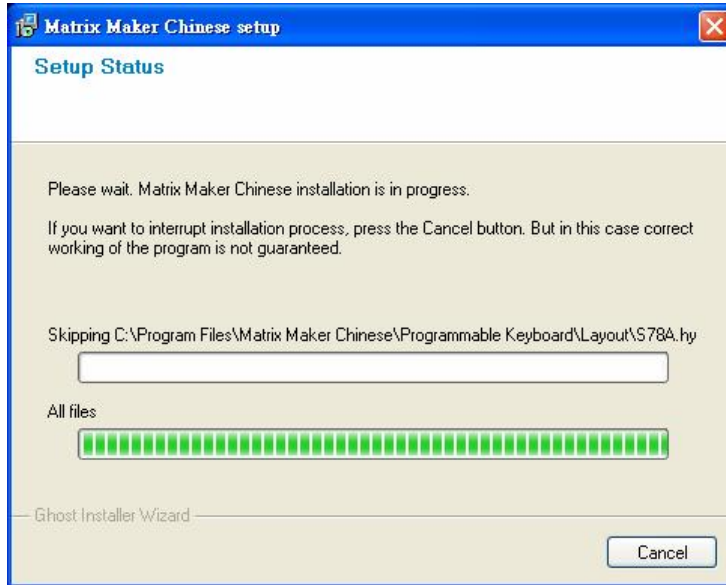 Matrix Maker Chinese setup
Setup Status
Please wait. Matrix Maker Chinese installation is in progress.
If you want to interrupt installation process, press the Cancel button. But in this case correct
working of the program is not guaranteed.
Skipping C:\Program Files\Matrix Maker Chinese\Programmable Keyboard\Layout\S78A.hy
All files
Ghost Installer Wizard
Cancel